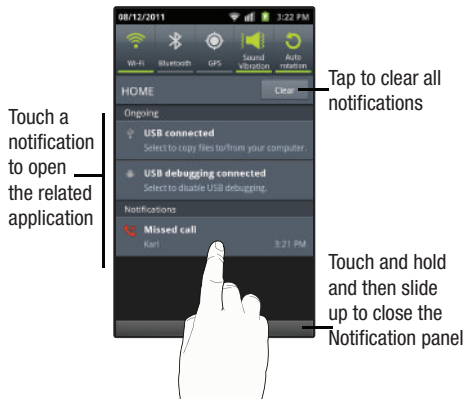 08/12/2011 3:22 PM
Wi-Fi Bluetooth GPS Sound Vibration Auto rotation
HOME Clear
Tap to clear all
notifications
Ongoing
USB connected
Select to copy files to/from your computer.
USB debugging connected
Select to disable USB debugging.
Notifications
Missed call
Karl 3:21 PM
Touch a
notification
to open
the related
application
Touch and hold
and then slide
up to close the
Notification panel